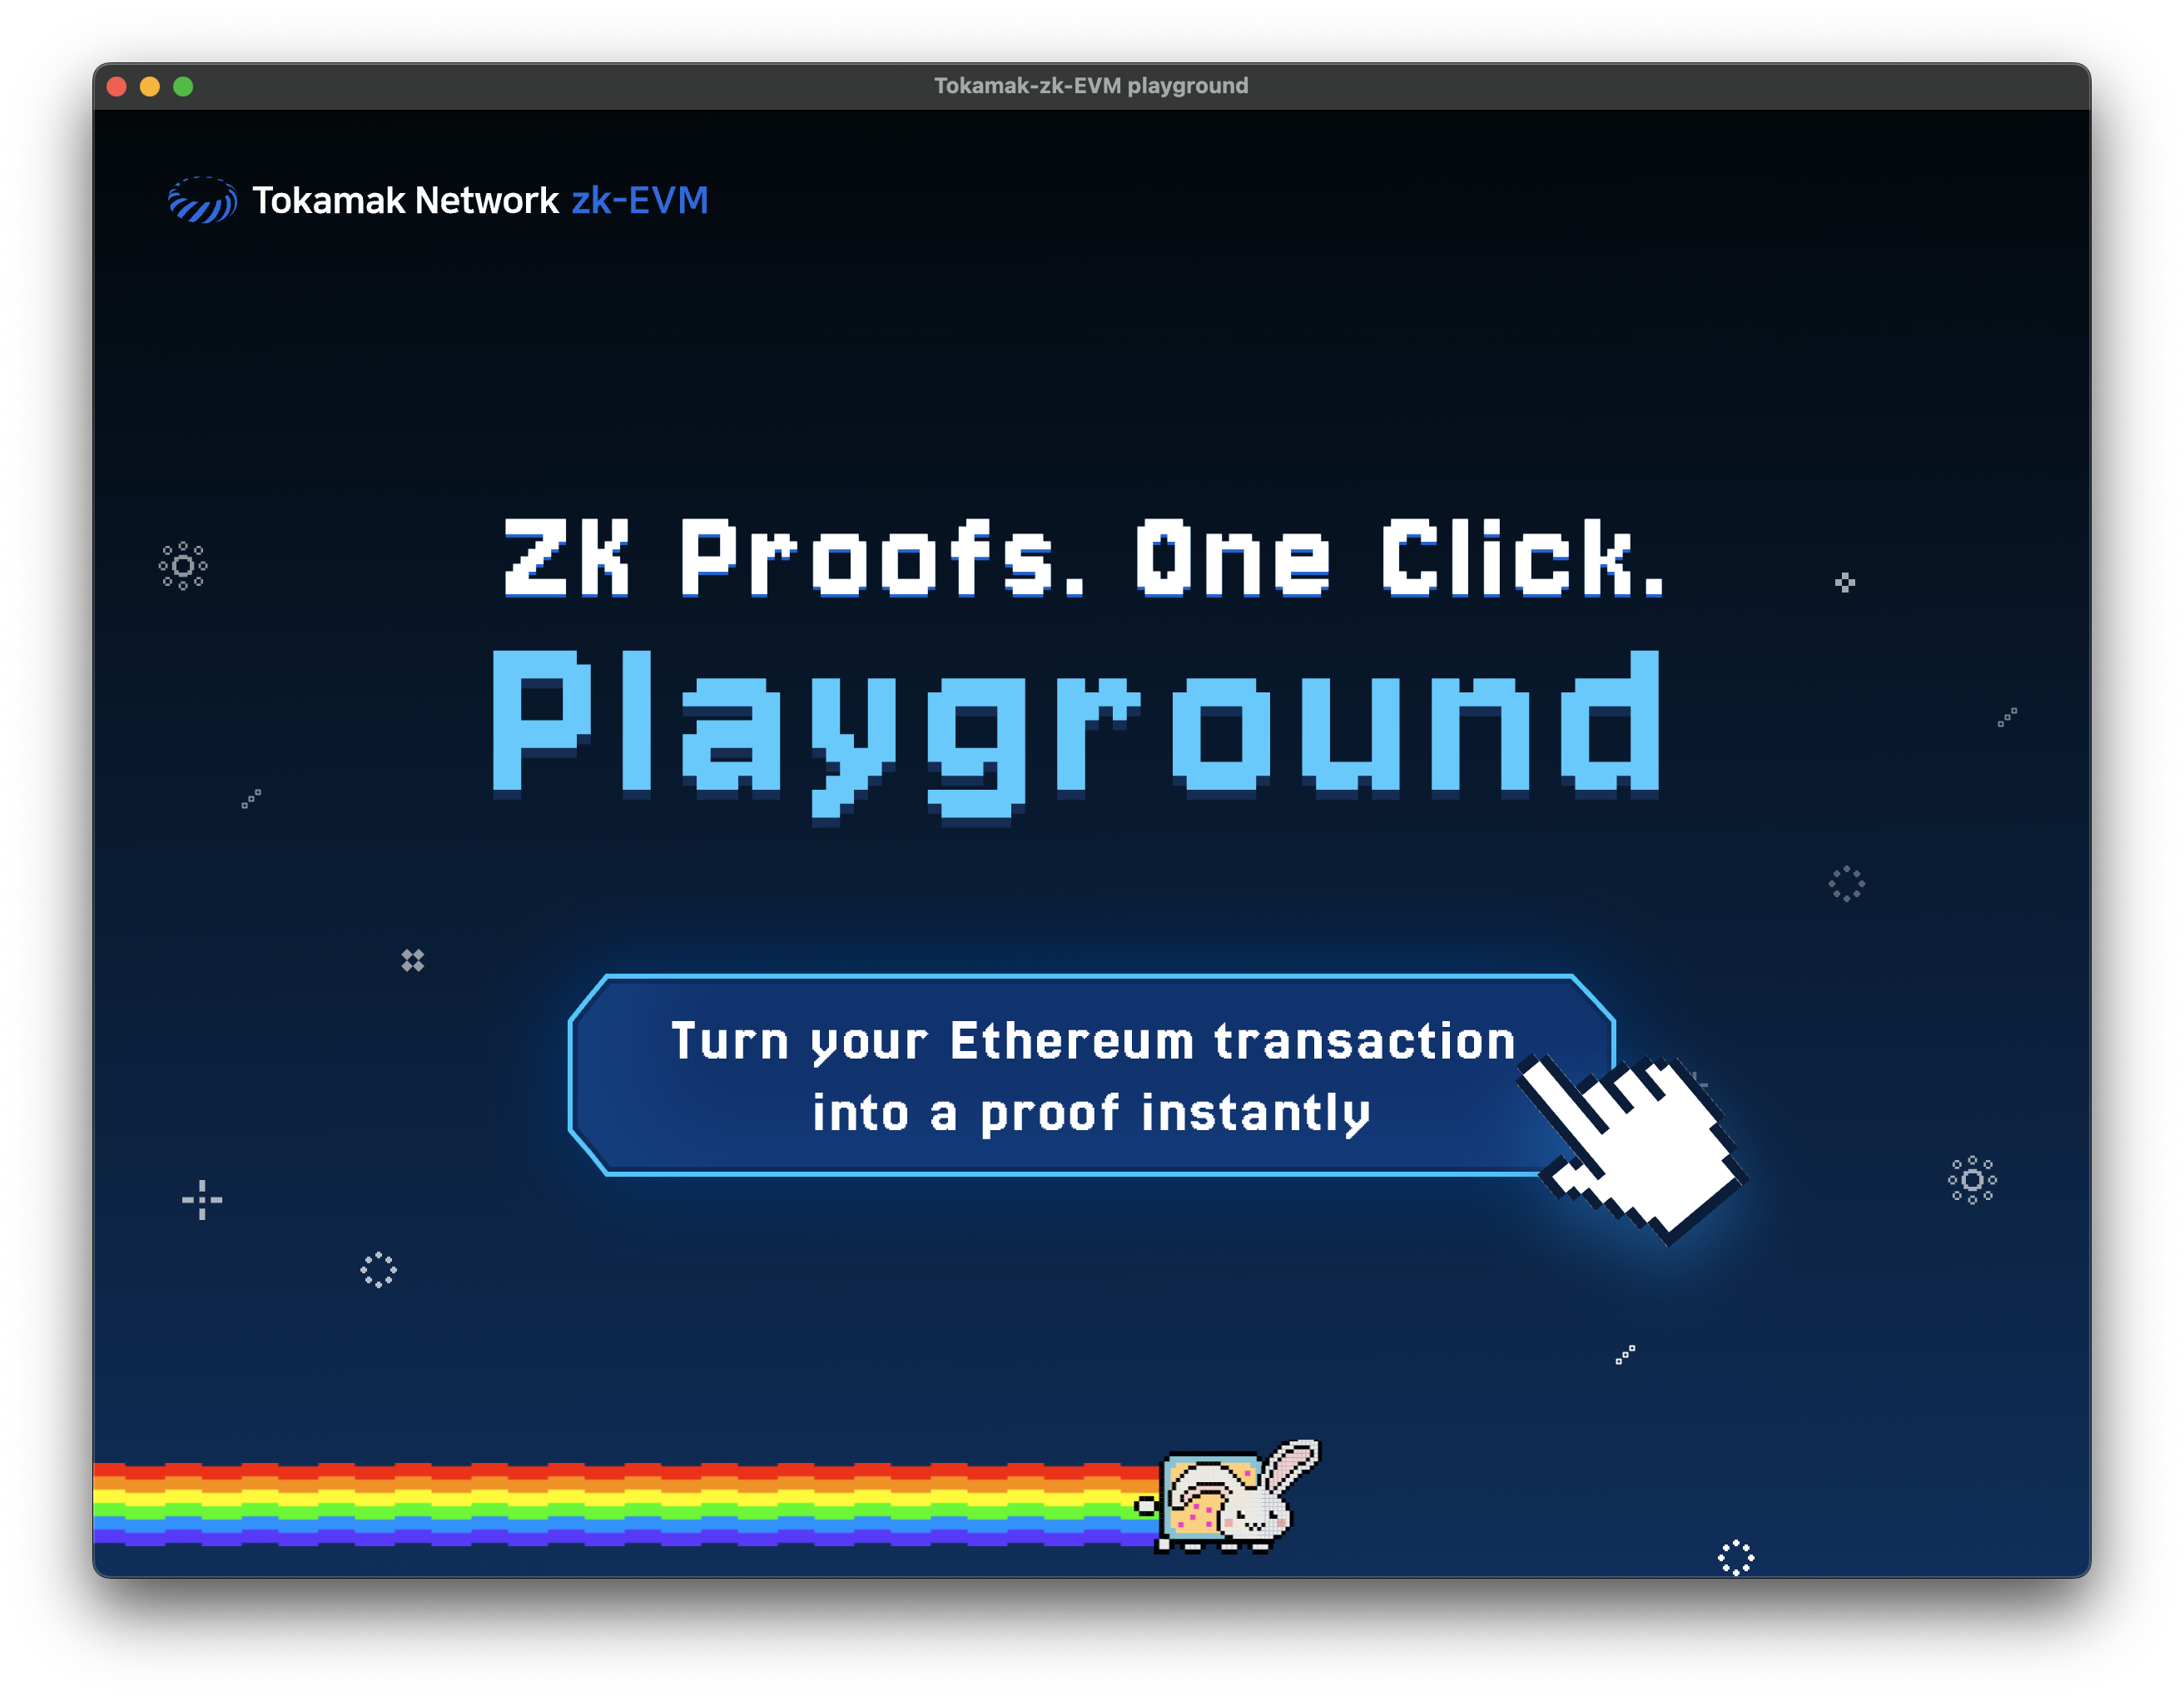 Tokamak-zk-EVM playground
Tokamak Network zk-EVM
ZK Proofs. One Click.
Playground
Turn your Ethereum transaction
into a proof instantly